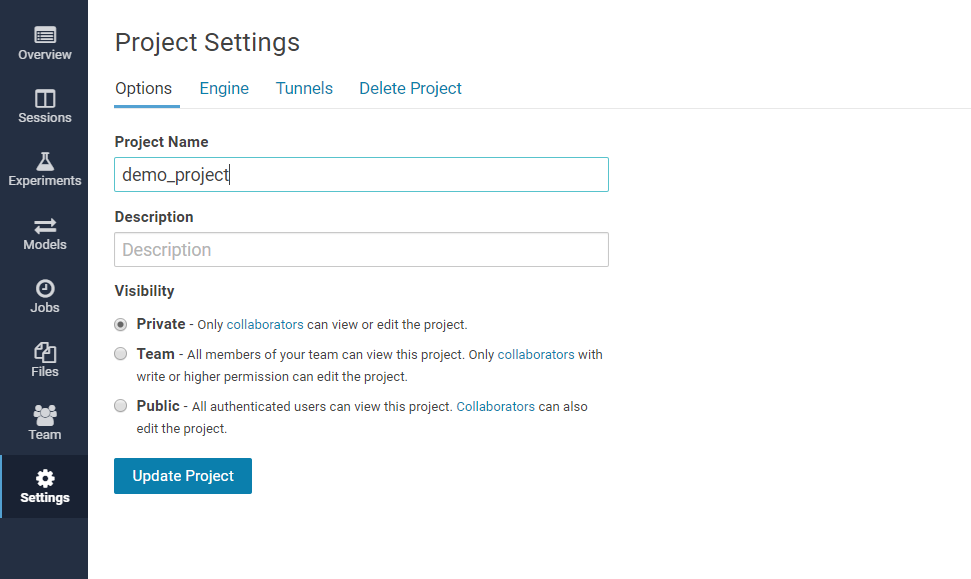 Overview
Sessions
Experiments
Models
Jobs
Files
Team
Settings
Project Settings
Options Engine Tunnels Delete Project
Project Name
demo_project
Description
Description
Visibility
Private - Only collaborators can view or edit the project.
Team - All members of your team can view this project. Only collaborators with
write or higher permission can edit the project.
Public - All authenticated users can view this project. Collaborators can also
edit the project.
Update Project